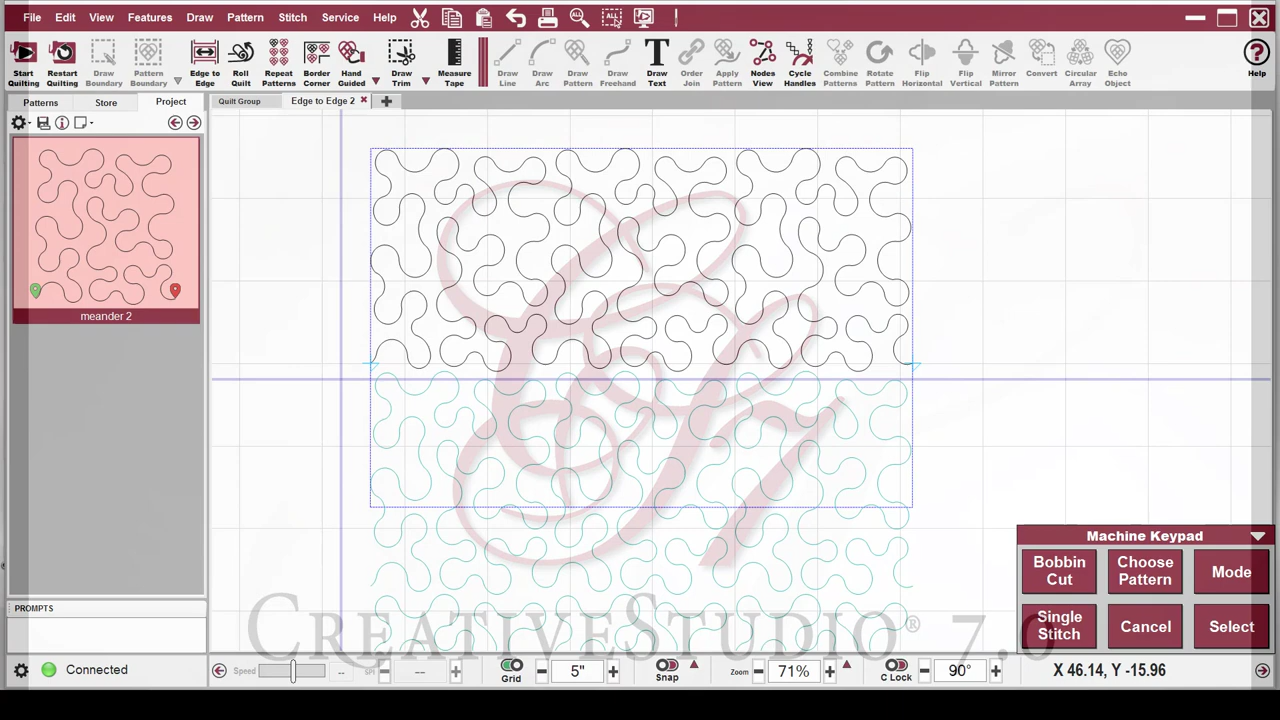 File Edit View Features Draw Pattern Stitch Service Help
Start Quilting Restart Quilting Draw Boundary Pattern Boundary Edge to Edge Roll Quilt Repeat Patterns Border Corner Hand Guided Draw Trim Measure Tape Draw Line Draw Arc Draw Pattern Draw Freehand Apply Pattern Draw Text Order Join Apply Pattern Nodes View Cycle Handles Combine Patterns Rotate Pattern Flip Horizontal Flip Vertical Mirror Pattern Convert Circular Array Echo Object Help
Patterns Store Project Quilt Group Edge to Edge 2
meander 2
Machine Keypad
Bobbin Cut Choose Pattern Mode
Single Stitch Cancel Select
PROMPTS
CREATIVESTUDIO® 7.0
Connected Speed -- SPI -- Grid 5" Snap Zoom 71% C Lock 90° X 46.14, Y -15.96